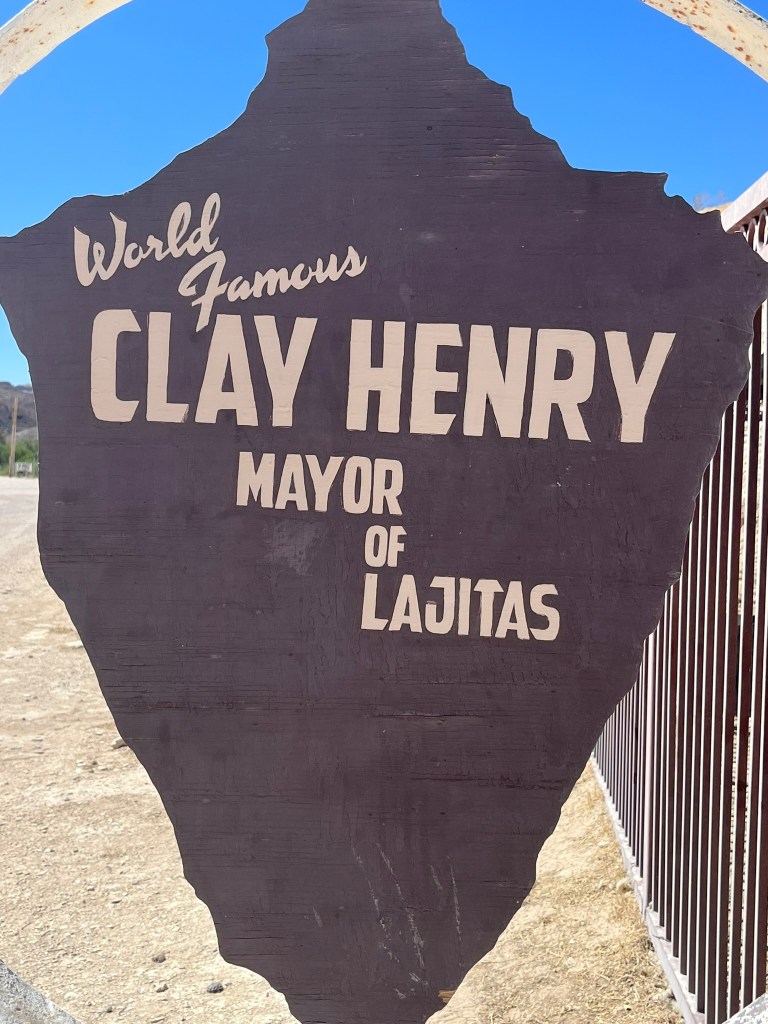 World
Famous
CLAY HENRY
MAYOR
OF
LAJITAS